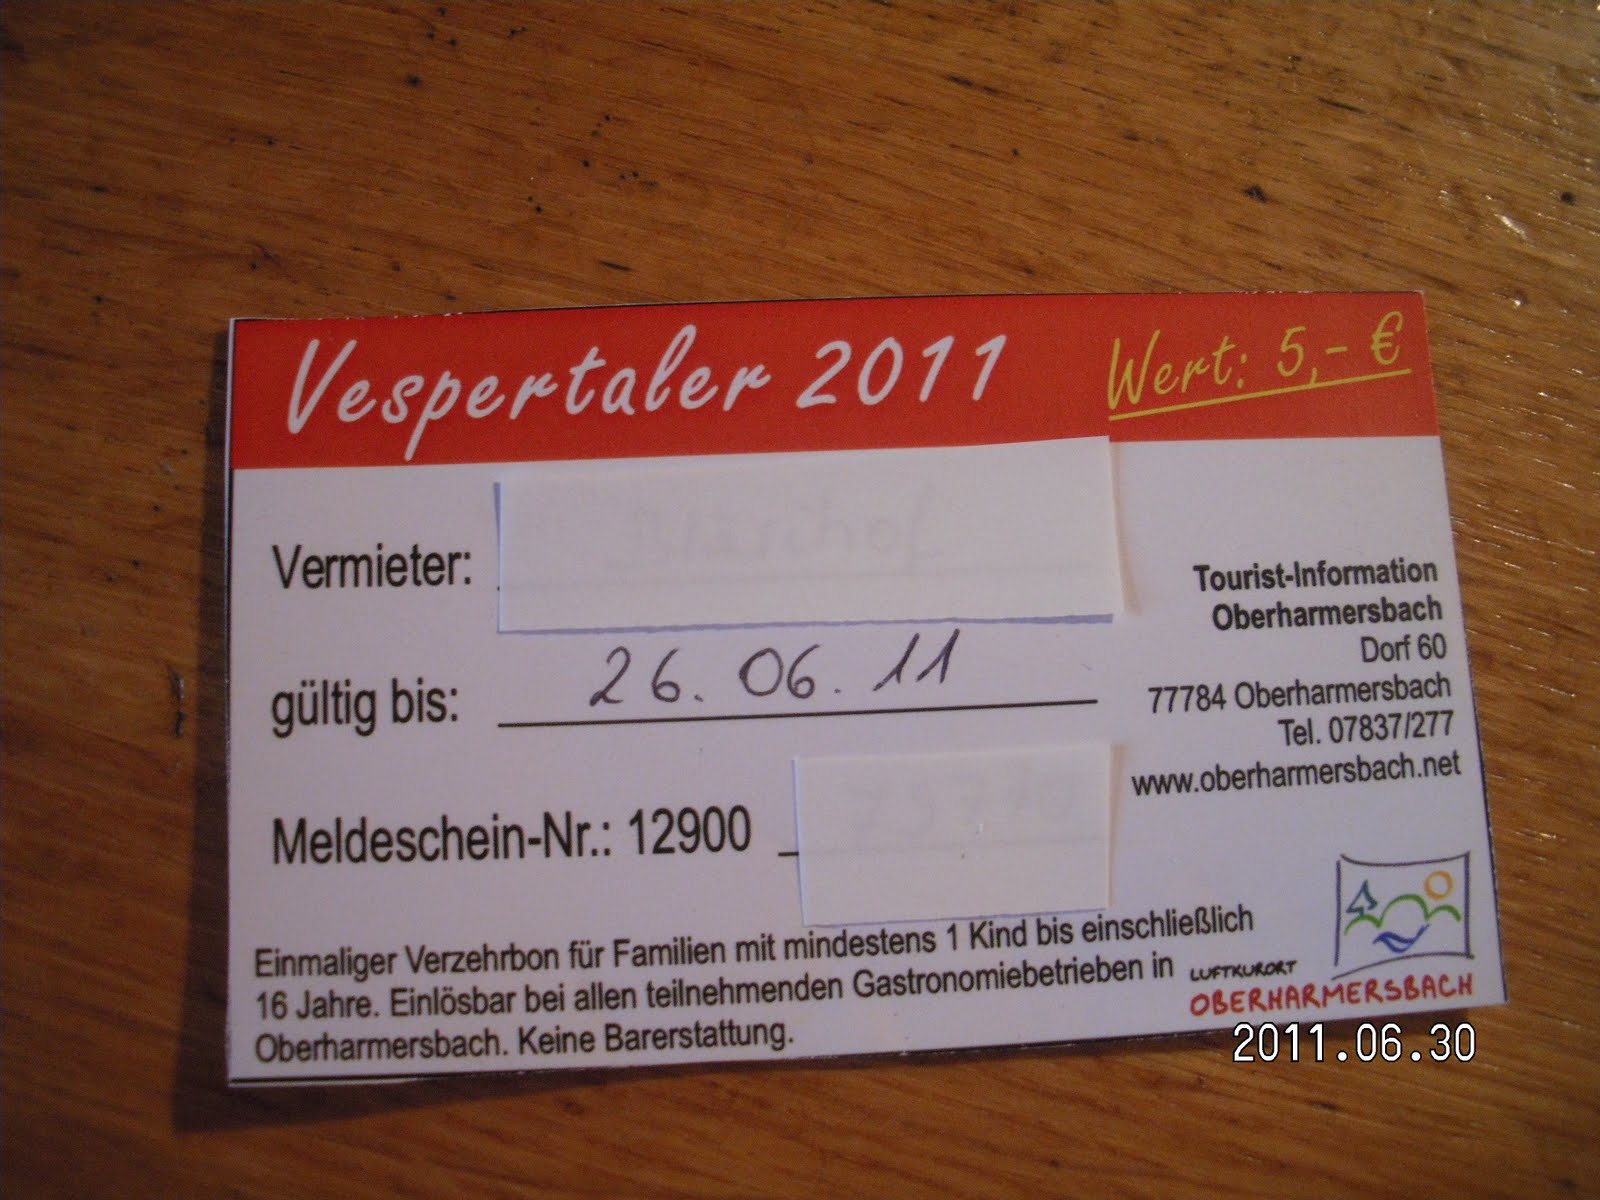 Vespertaler 2011
Wert: 5,- €
Vermieter:
gültig bis: 26.06.11
Meldeschein-Nr.: 12900
Tourist-Information
Oberharmersbach
Dorf 60
77784 Oberharmersbach
Tel. 07837/277
www.oberharmersbach.net
Einmaliger Verzehrbon für Familien mit mindestens 1 Kind bis einschließlich
16 Jahre. Einlösbar bei allen teilnehmenden Gastronomiebetrieben in
Oberharmersbach. Keine Barerstattung.
LUFTKURORT
OBERHARMERSBACH
2011.06.30